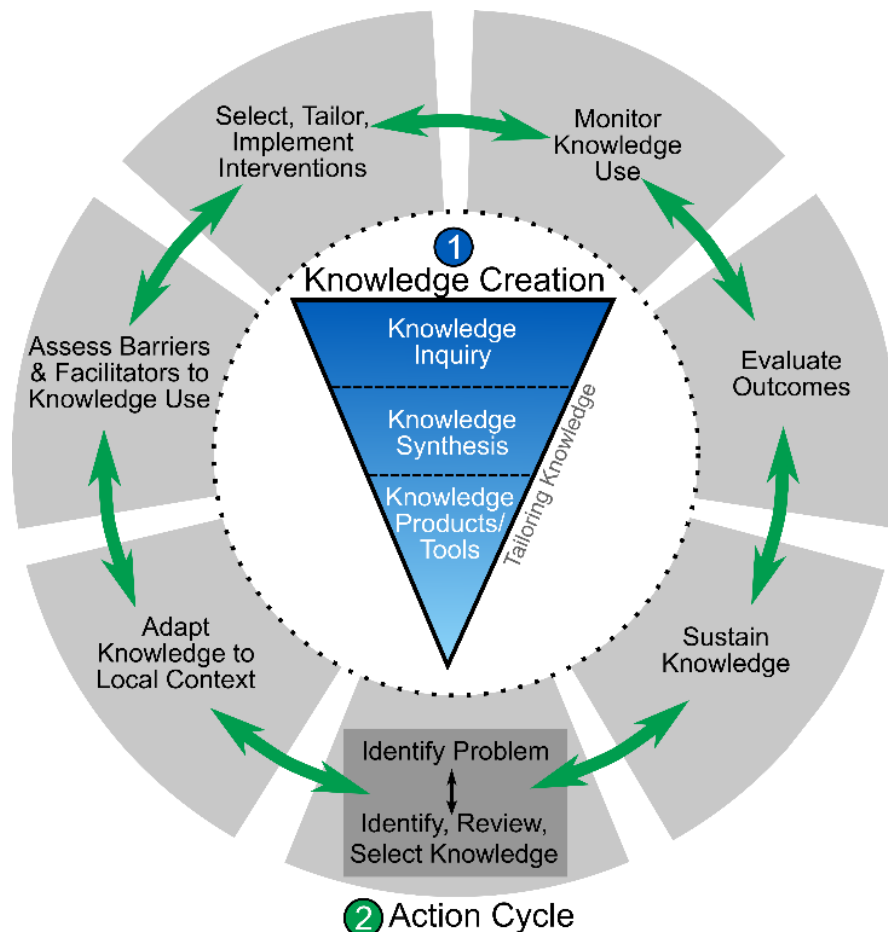 Select, Tailor,
Implement
Interventions
Monitor
Knowledge
Use
1
Knowledge Creation
Knowledge
Inquiry
Knowledge
Synthesis
Knowledge
Products/
Tools
Tailoring Knowledge
Assess Barriers
& Facilitators to
Knowledge Use
Evaluate
Outcomes
Adapt
Knowledge to
Local Context
Sustain
Knowledge
Identify Problem
Identify, Review,
Select Knowledge
2 Action Cycle